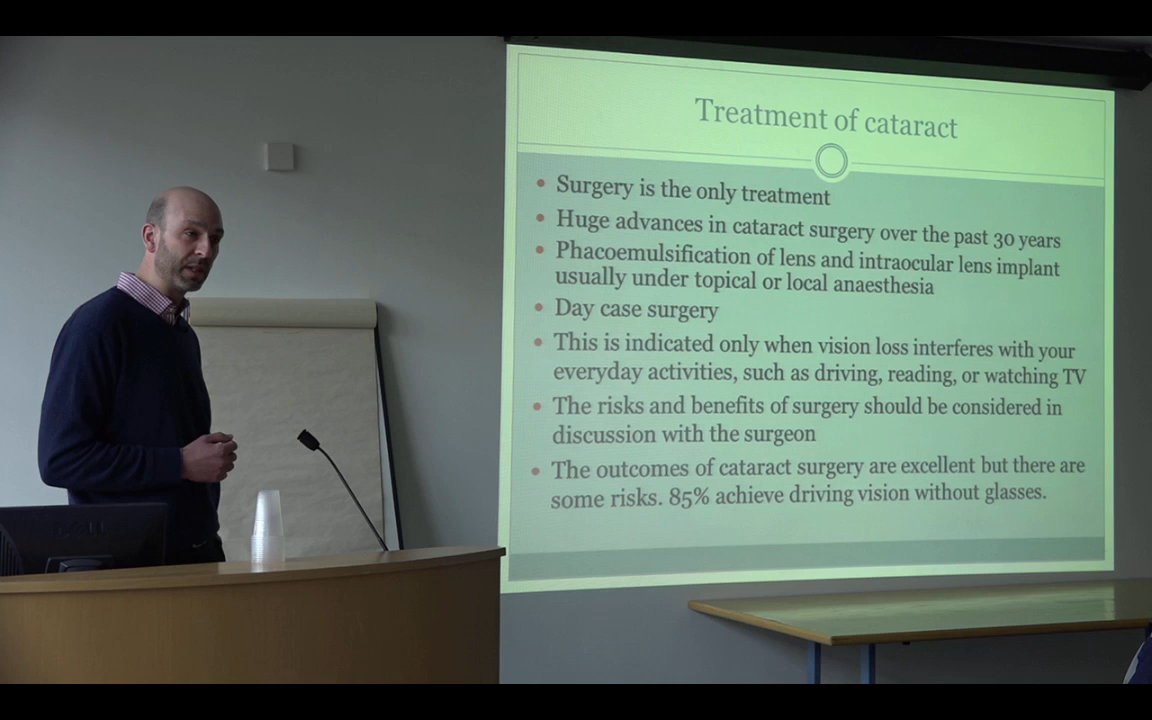 Treatment of cataract
• Surgery is the only treatment
• Huge advances in cataract surgery over the past 30 years
• Phacoemulsification of lens and intraocular lens implant
usually under topical or local anaesthesia
• Day case surgery
• This is indicated only when vision loss interferes with your
everyday activities, such as driving, reading, or watching TV
• The risks and benefits of surgery should be considered in
discussion with the surgeon
• The outcomes of cataract surgery are excellent but there are
some risks. 85% achieve driving vision without glasses.
DELL